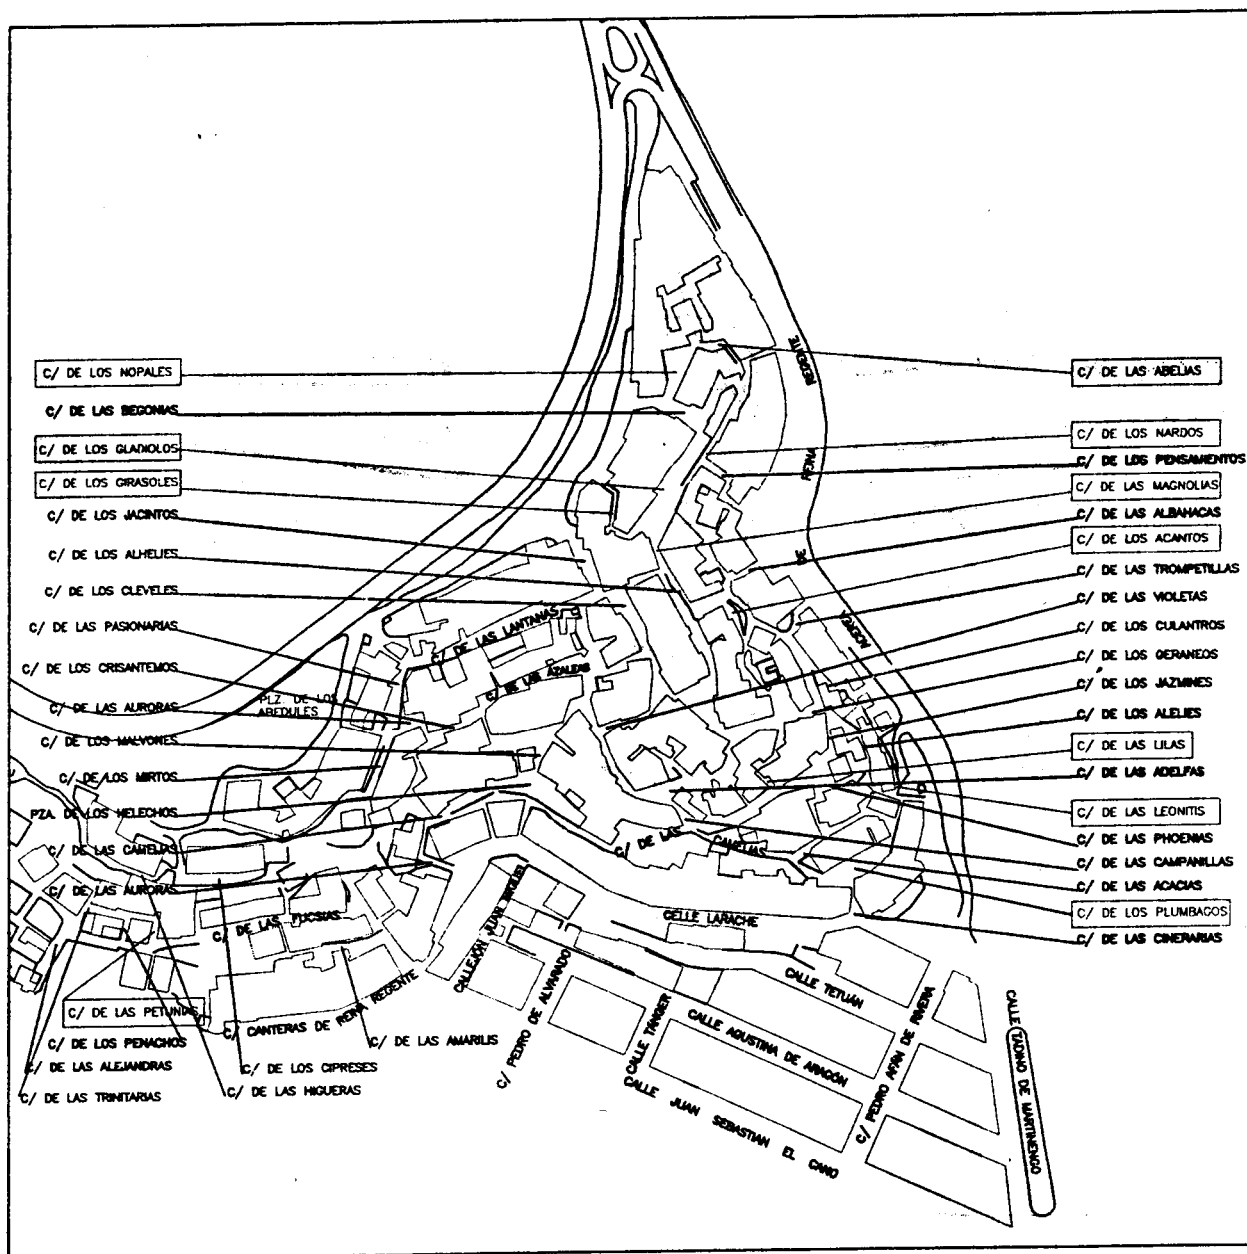 REGENTE
REINA
DE
MOEREA
C/ DE LOS NOPALES
C/ DE LAS BEGONIAS
C/ DE LOS GLADIOLOS
C/ DE LOS GIRASOLES
C/ DE LOS JACINTOS
C/ DE LOS ALHELIES
C/ DE LOS CLEVELES
C/ DE LAS PASIONARIAS
C/ DE LOS CRISANTEMOS
C/ DE LAS AURORAS
C/ DE LOS MALVONES
C/ DE LOS MIRTOS
PZA. DE LOS HELECHOS
C/ DE LAS CAMELIAS
C/ DE LAS AURORAS
C/ DE LAS ABELIAS
C/ DE LOS NARDOS
C/ DE LOS PENSAMIENTOS
C/ DE LAS MAGNOLIAS
C/ DE LAS ALBAHACAS
C/ DE LOS ACANTOS
C/ DE LAS TROMPETILLAS
C/ DE LAS VIOLETAS
C/ DE LOS CULANTROS
C/ DE LOS GERANEOS
C/ DE LOS JAZMINES
C/ DE LOS ALELIES
C/ DE LAS LILAS
C/ DE LAS ADELFAS
C/ DE LAS LEONITIS
C/ DE LAS PHOENIAS
C/ DE LAS CAMPANILLAS
C/ DE LAS ACACIAS
C/ DE LOS PLUMBAGOS
C/ DE LAS CINERARIAS
C/ DE LAS LANTANAS
C/ DE LAS AZALEAS
PLZ. DE LOS
ABEDULES
C/ DE LAS CAMELIAS
C/ DE LAS FUCSIAS
CELLE LARACHE
C/ DE LAS PETUNIAS
C/ DE LOS PENACHOS
C/ DE LAS ALEJANDRAS
C/ DE LAS TRINITARIAS
C/ DE LOS CIPRESES
C/ DE LAS HIGUERAS
C/ CANTERAS DE REINA REGENTE
C/ DE LAS AMARILIS
CALLEJÓN JUAN MIGUEL
C/ PEDRO DE ALVARADO
CALLE TANGER
CALLE TETUÁN
CALLE AGUSTINA DE ARAGÓN
CALLE JUAN SEBASTIAN EL CANO
C/ PEDRO AFÁN DE RIVERA
CALLE TADINO DE MARTINENGO